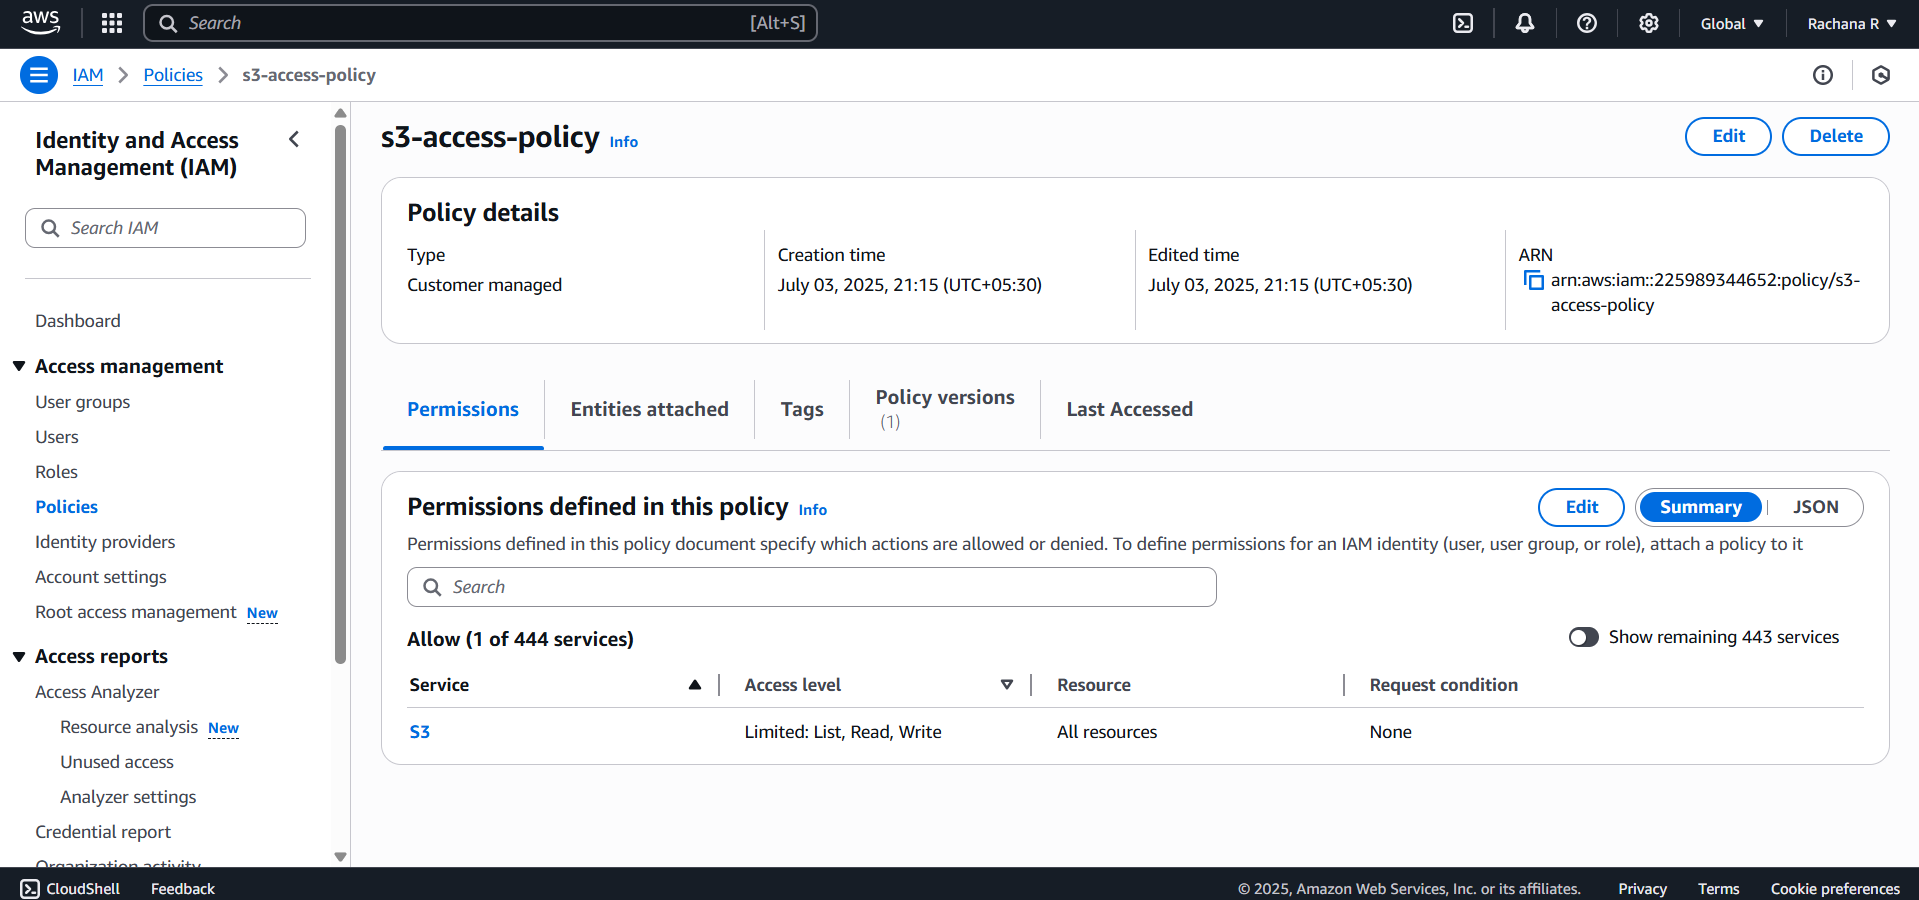 aws
Search [Alt+S]
Global
Rachana R
IAM
Policies
s3-access-policy
Identity and Access
Management (IAM)
Search IAM
Dashboard
Access management
User groups
Users
Roles
Policies
Identity providers
Account settings
Root access management New
Access reports
Access Analyzer
Resource analysis New
Unused access
Analyzer settings
Credential report
Organization activity
s3-access-policy Info
Edit
Delete
Policy details
Type
Customer managed
Creation time
July 03, 2025, 21:15 (UTC+05:30)
Edited time
July 03, 2025, 21:15 (UTC+05:30)
ARN
arn:aws:iam::225989344652:policy/s3-
access-policy
Permissions
Entities attached
Tags
Policy versions
(1)
Last Accessed
Permissions defined in this policy Info
Edit
Summary
JSON
Permissions defined in this policy document specify which actions are allowed or denied. To define permissions for an IAM identity (user, user group, or role), attach a policy to it
Search
Allow (1 of 444 services)
Show remaining 443 services
Service
Access level
Resource
Request condition
S3
Limited: List, Read, Write
All resources
None
CloudShell
Feedback
© 2025, Amazon Web Services, Inc. or its affiliates.
Privacy
Terms
Cookie preferences